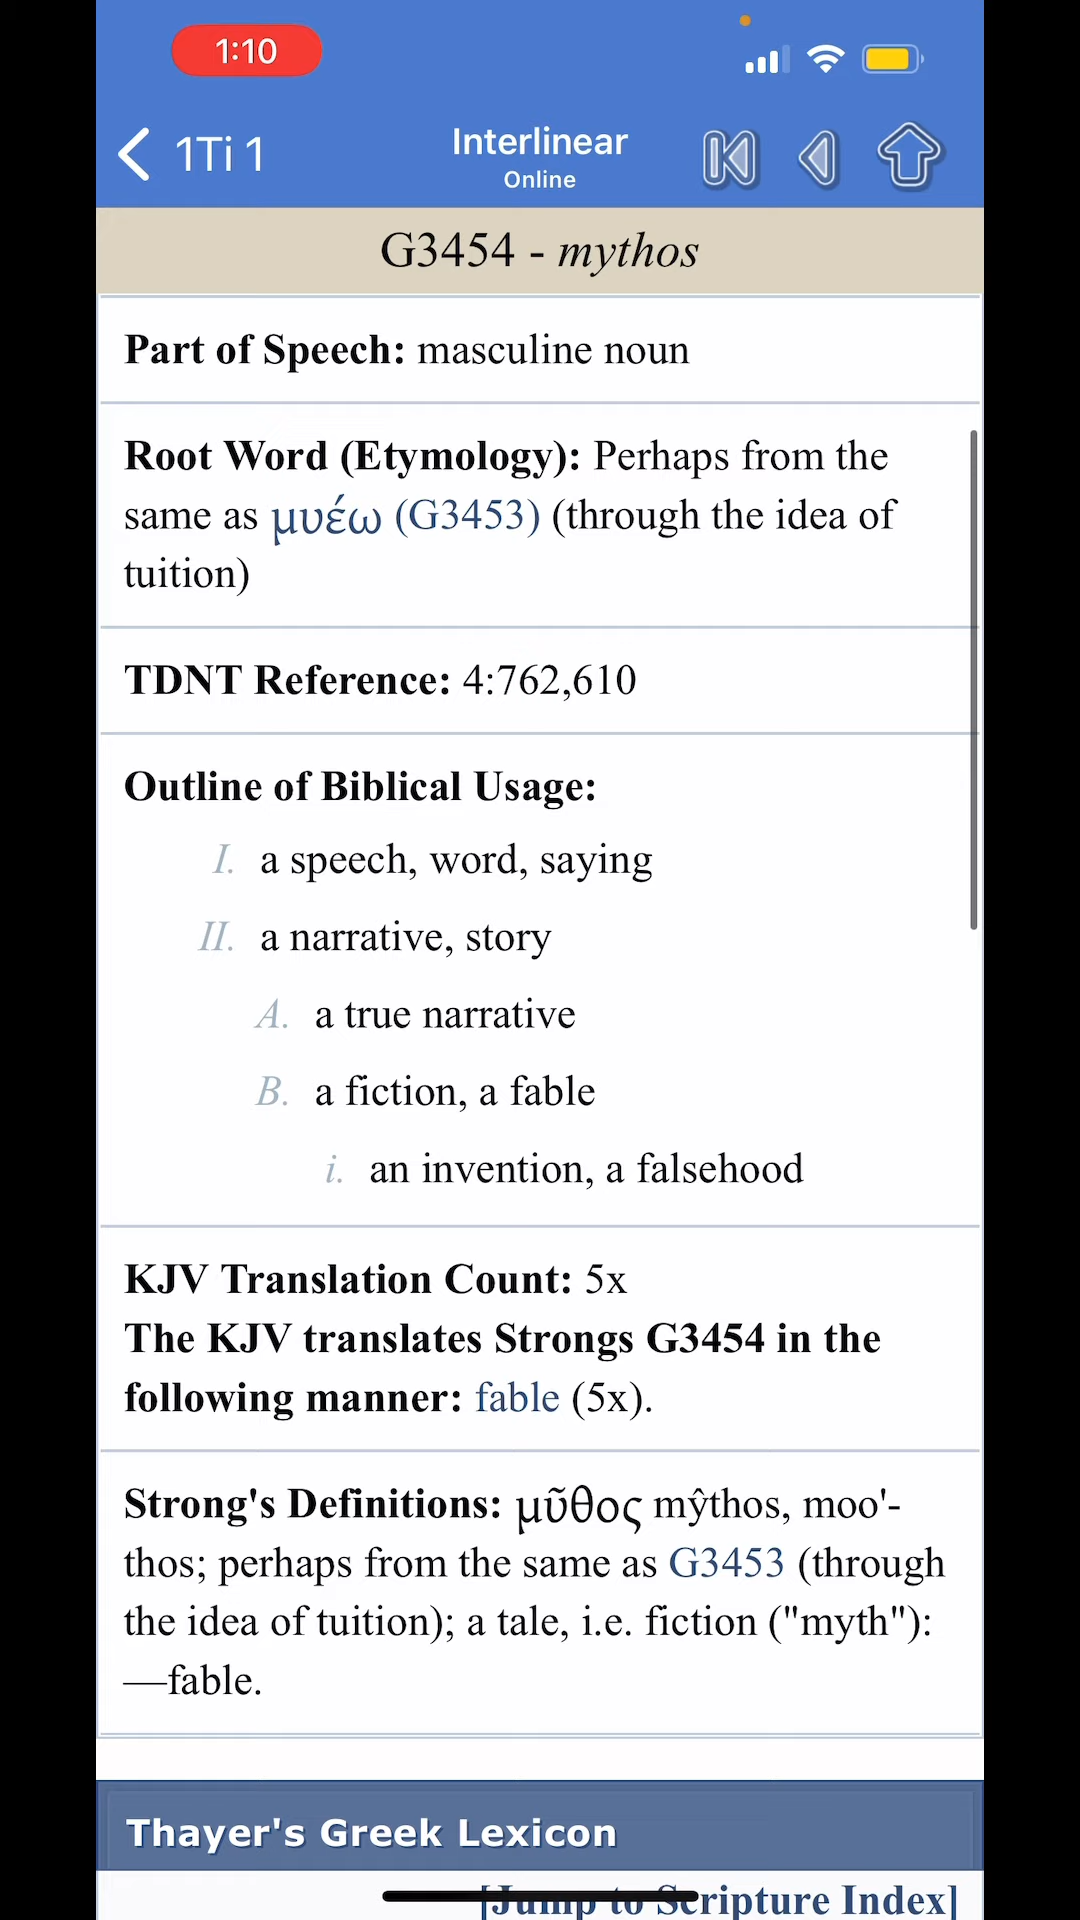 1:10
1Ti 1
Interlinear
Online
G3454 - mythos
Part of Speech: masculine noun
Root Word (Etymology): Perhaps from the
same as μυέω (G3453) (through the idea of
tuition)
TDNT Reference: 4:762,610
Outline of Biblical Usage:
I. a speech, word, saying
II. a narrative, story
A. a true narrative
B. a fiction, a fable
i. an invention, a falsehood
KJV Translation Count: 5x
The KJV translates Strongs G3454 in the
following manner: fable (5x).
Strong's Definitions: μῦθος mŷthos, moo'-
thos; perhaps from the same as G3453 (through
the idea of tuition); a tale, i.e. fiction ("myth"):
—fable.
Thayer's Greek Lexicon
[Jump to Scripture Index]